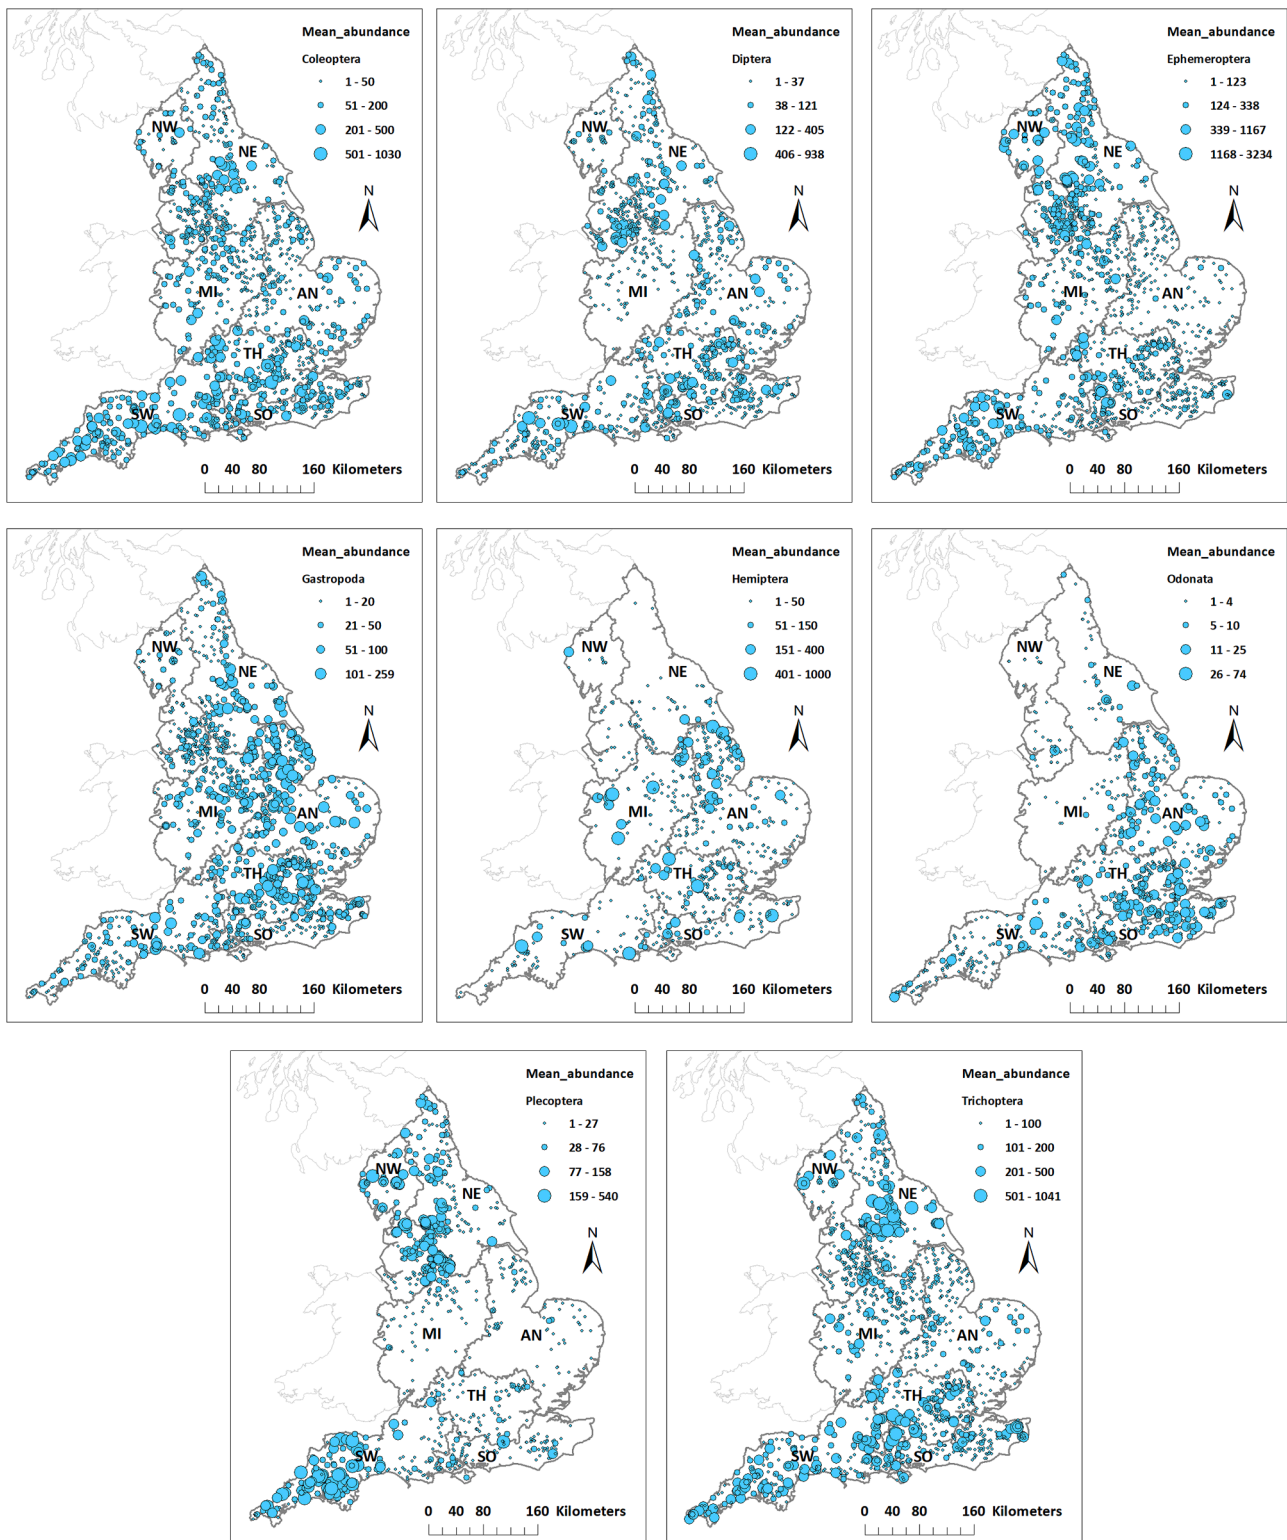 Mean_abundance
Coleoptera
1 - 50
51 - 200
201 - 500
501 - 1030
NW
NE
N
MI
AN
TH
SW
SO
0 40 80 160 Kilometers
Mean_abundance
Diptera
1 - 37
38 - 121
122 - 405
406 - 938
NW
NE
N
MI
AN
TH
SW
SO
0 40 80 160 Kilometers
Mean_abundance
Ephemeroptera
1 - 123
124 - 338
339 - 1167
1168 - 3234
NW
NE
N
MI
AN
TH
SW
SO
0 40 80 160 Kilometers
Mean_abundance
Gastropoda
1 - 20
21 - 50
51 - 100
101 - 259
NW
NE
N
MI
AN
TH
SW
SO
0 40 80 160 Kilometers
Mean_abundance
Hemiptera
1 - 50
51 - 150
151 - 400
401 - 1000
NW
NE
N
MI
AN
TH
SW
SO
0 40 80 160 Kilometers
Mean_abundance
Odonata
1 - 4
5 - 10
11 - 25
26 - 74
NW
NE
N
MI
AN
TH
SW
SO
0 40 80 160 Kilometers
Mean_abundance
Plecoptera
1 - 27
28 - 76
77 - 158
159 - 540
NW
NE
N
MI
AN
TH
SW
SO
0 40 80 160 Kilometers
Mean_abundance
Trichoptera
1 - 100
101 - 200
201 - 500
501 - 1041
NW
NE
N
MI
AN
TH
SW
SO
0 40 80 160 Kilometers